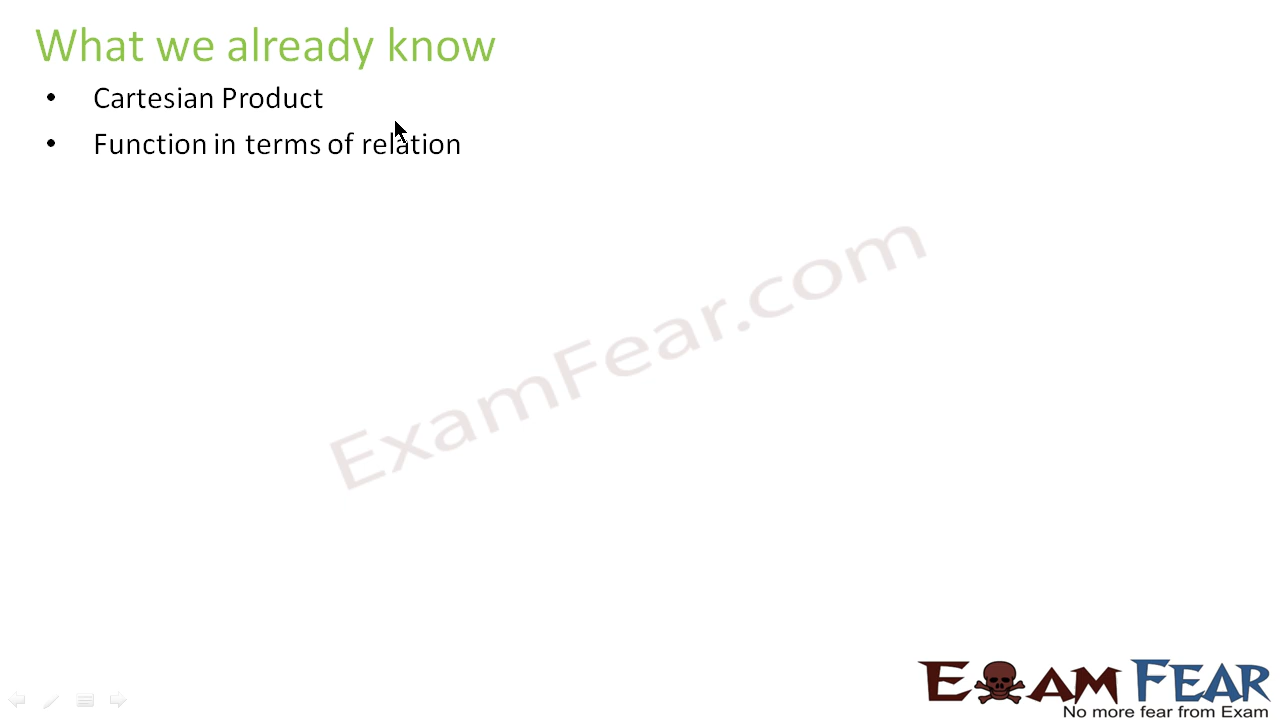 What we already know
• Cartesian Product
• Function in terms of relation
ExamFear.com
EXAM FEAR
No more fear from Exam